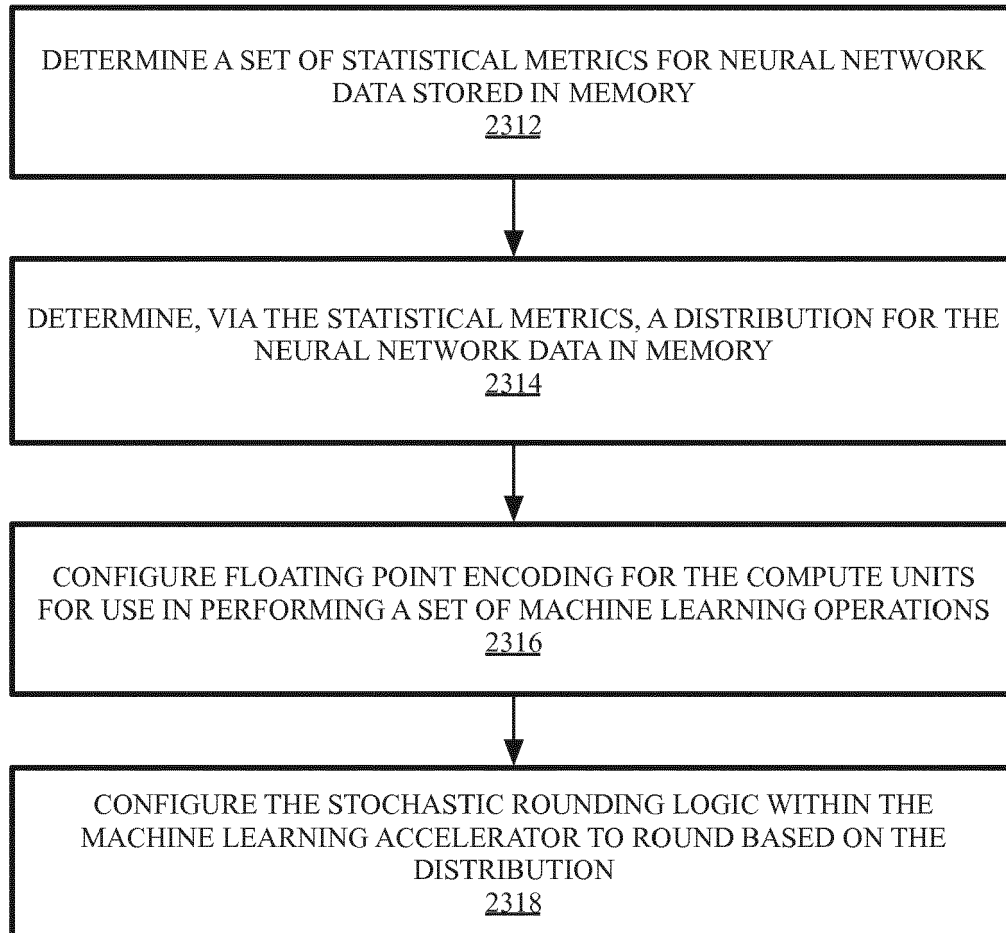 DETERMINE A SET OF STATISTICAL METRICS FOR NEURAL NETWORK
DATA STORED IN MEMORY
2312
DETERMINE, VIA THE STATISTICAL METRICS, A DISTRIBUTION FOR THE
NEURAL NETWORK DATA IN MEMORY
2314
CONFIGURE FLOATING POINT ENCODING FOR THE COMPUTE UNITS
FOR USE IN PERFORMING A SET OF MACHINE LEARNING OPERATIONS
2316
CONFIGURE THE STOCHASTIC ROUNDING LOGIC WITHIN THE
MACHINE LEARNING ACCELERATOR TO ROUND BASED ON THE
DISTRIBUTION
2318